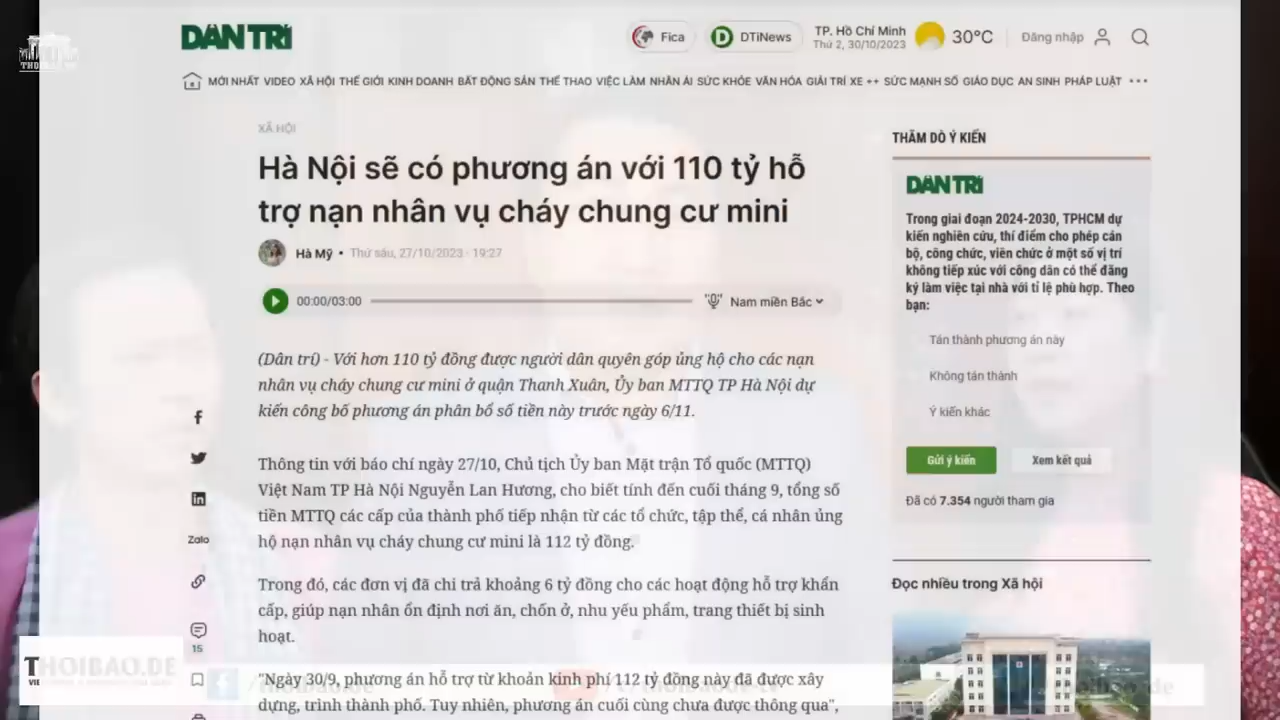 THOIBAO.DE
DÂN TRÍ
Fica
DTiNews
TP. Hồ Chí Minh
Thứ 2, 30/10/2023
30°C
Đăng nhập
MỚI NHẤT VIDEO XÃ HỘI THẾ GIỚI KINH DOANH BẤT ĐỘNG SẢN THỂ THAO VIỆC LÀM NHÂN ÁI SỨC KHỎE VĂN HÓA GIẢI TRÍ XE ++ SỨC MẠNH SỐ GIÁO DỤC AN SINH PHÁP LUẬT
XÃ HỘI
Hà Nội sẽ có phương án với 110 tỷ hỗ
trợ nạn nhân vụ cháy chung cư mini
Hà Mỹ • Thứ sáu, 27/10/2023 - 19:27
00:00/03:00
Nam miền Bắc
(Dân trí) - Với hơn 110 tỷ đồng được người dân quyên góp ủng hộ cho các nạn
nhân vụ cháy chung cư mini ở quận Thanh Xuân, Ủy ban MTTQ TP Hà Nội dự
kiến công bố phương án phân bổ số tiền này trước ngày 6/11.
Thông tin với báo chí ngày 27/10, Chủ tịch Ủy ban Mặt trận Tổ quốc (MTTQ)
Việt Nam TP Hà Nội Nguyễn Lan Hương, cho biết tính đến cuối tháng 9, tổng số
tiền MTTQ các cấp của thành phố tiếp nhận từ các tổ chức, tập thể, cá nhân ủng
hộ nạn nhân vụ cháy chung cư mini là 112 tỷ đồng.
Trong đó, các đơn vị đã chi trả khoảng 6 tỷ đồng cho các hoạt động hỗ trợ khẩn
cấp, giúp nạn nhân ổn định nơi ăn, chốn ở, nhu yếu phẩm, trang thiết bị sinh
hoạt.
"Ngày 30/9, phương án hỗ trợ từ khoản kinh phí 112 tỷ đồng này đã được xây
dựng, trình thành phố. Tuy nhiên, phương án cuối cùng chưa được thông qua",
Zalo
15
THĂM DÒ Ý KIẾN
DÂN TRÍ
Trong giai đoạn 2024-2030, TPHCM dự
kiến nghiên cứu, thí điểm cho phép cán
bộ, công chức, viên chức ở một số vị trí
không tiếp xúc với công dân có thể đăng
ký làm việc tại nhà với tỉ lệ phù hợp. Theo
bạn:
Tán thành phương án này
Không tán thành
Ý kiến khác
Gửi ý kiến
Xem kết quả
Đã có 7.354 người tham gia
Đọc nhiều trong Xã hội
THOIBAO.DE